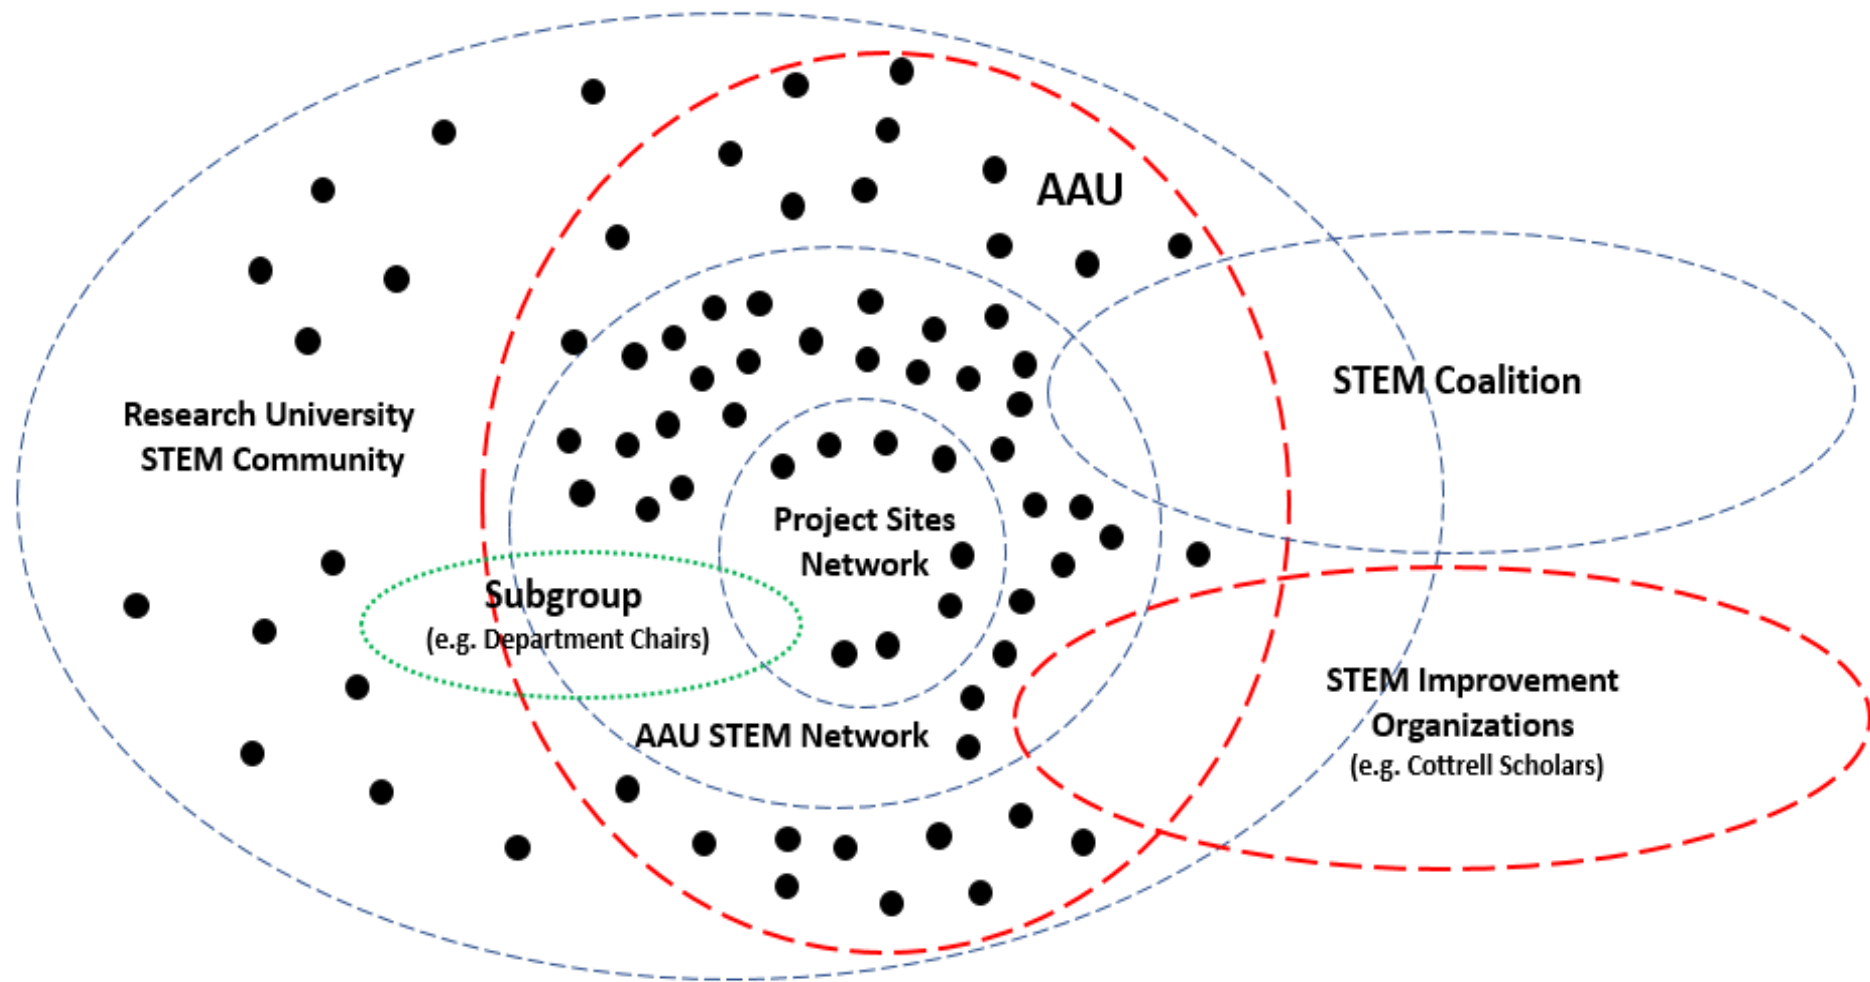 AAU
STEM Coalition
Research University
STEM Community
Project Sites
Network
Subgroup
(e.g. Department Chairs)
AAU STEM Network
STEM Improvement
Organizations
(e.g. Cottrell Scholars)